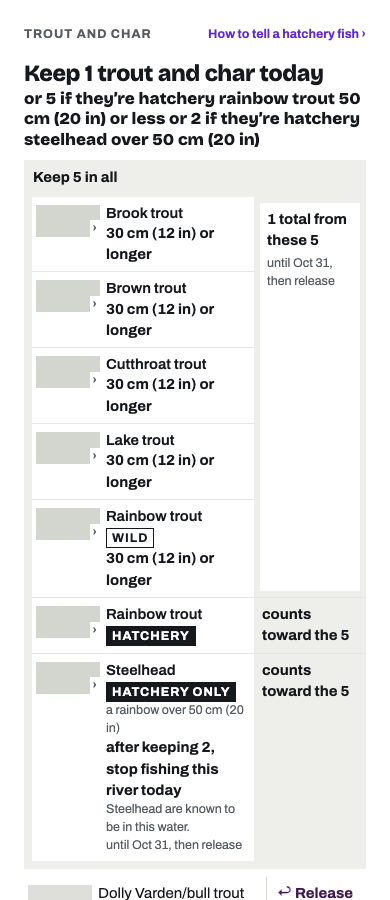 TROUT AND CHAR
How to tell a hatchery fish ›
Keep 1 trout and char today
or 5 if they're hatchery rainbow trout 50
cm (20 in) or less or 2 if they're hatchery
steelhead over 50 cm (20 in)
Keep 5 in all
›
Brook trout
30 cm (12 in) or
longer
1 total from
these 5
until Oct 31,
then release
›
Brown trout
30 cm (12 in) or
longer
›
Cutthroat trout
30 cm (12 in) or
longer
›
Lake trout
30 cm (12 in) or
longer
›
Rainbow trout
WILD
30 cm (12 in) or
longer
›
Rainbow trout
HATCHERY
counts
toward the 5
›
Steelhead
HATCHERY ONLY
a rainbow over 50 cm (20
in)
after keeping 2,
stop fishing this
river today
Steelhead are known to
be in this water.
until Oct 31, then release
counts
toward the 5
Dolly Varden/bull trout
↩ Release